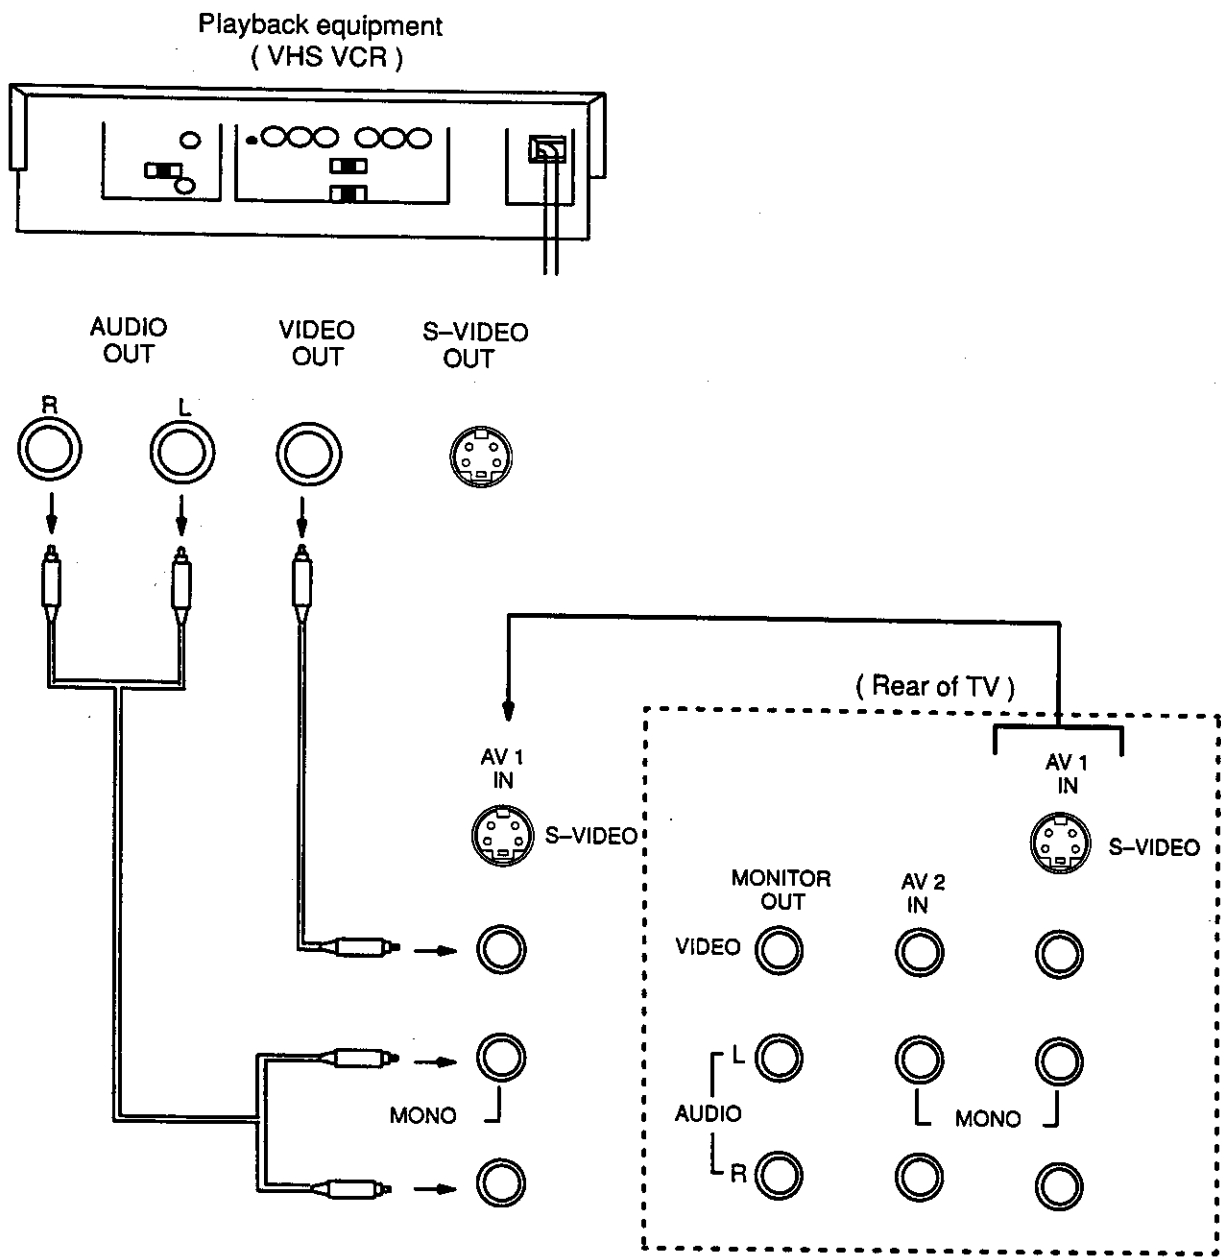 Playback equipment
( VHS VCR )
AUDIO
OUT
VIDEO
OUT
S–VIDEO
OUT
R
L
( Rear of TV )
AV 1
IN
AV 1
IN
S–VIDEO
S–VIDEO
MONITOR
OUT
AV 2
IN
VIDEO
L
MONO
AUDIO
MONO
R